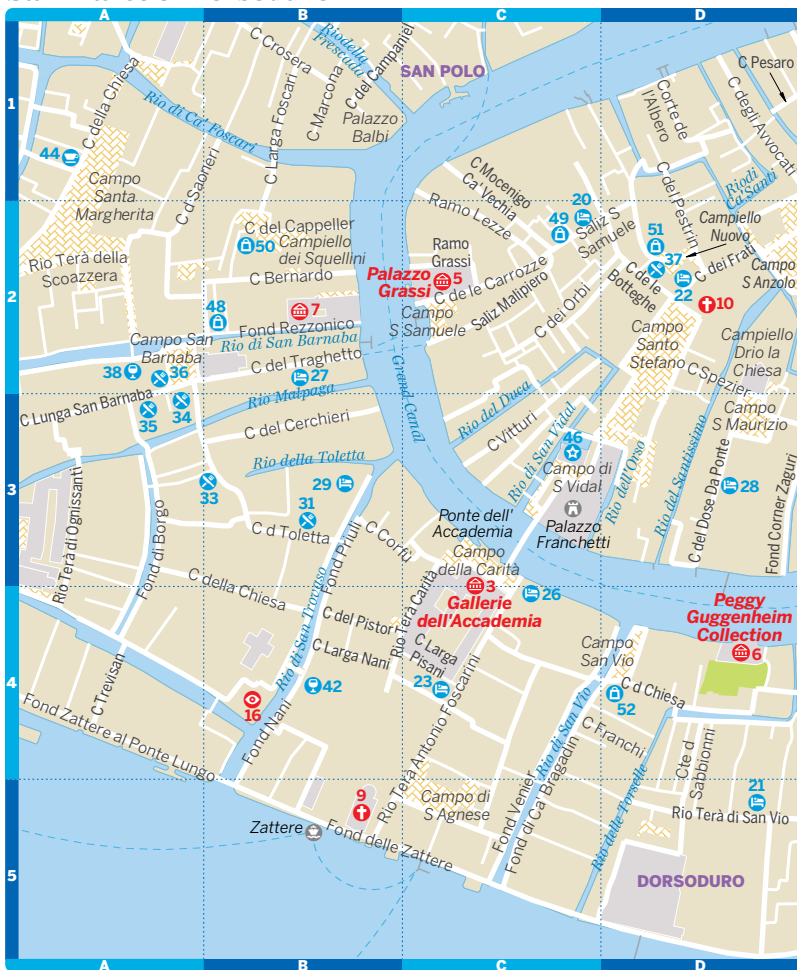 A
B
C
D
C Crosera
Rio della
Frescada
C Marcona
C del Campaniel
SAN POLO
C Pesaro
1
C della Chiesa
Rio di Ca' Foscari
C Larga Foscari
Palazzo
Balbi
Corte de
l'Albero
C degli Avvocati
44
Campo
Santa
Margherita
C d Saonieri
C Mocenigo
Ca' Vechia
Ramo Lezze
20
49
Saliz S
Samuele
C del Pestrin
Riodi
Ca'Santi
C del Cappeller
50
Campiello
dei Squellini
51
Campiello
Nuovo
37
Rio Terà della
Scoazzera
C Bernardo
Ramo
Grassi
Palazzo
Grassi
5
C de le Carrozze
Saliz Malipiero
C dei Orbi
C de le
Botteghe
22
C dei Frati
10
Campo
S Anzolo
2
48
7
Fond Rezzonico
Rio di San Barnaba
Campo
S Samuele
Campo
Santo
Stefano
Campiello
Drio la
Chiesa
Campo San
Barnaba
C del Traghetto
38
36
27
Grand Canal
C Spezier
C Lunga San Barnaba
35
34
Rio Malpaga
C del Cerchieri
Rio del Duca
C Vitturi
Rio di San Vidal
46
Campo
S Maurizio
Rio della Toletta
Campo di
S Vidal
Rio dell'Orso
Rio del Santissimo
3
33
29
31
C d Toletta
28
C del Dose Da Ponte
Fond Corner Zaguri
Rio Terà di Ognissanti
Fond di Borgo
Fond Priuli
C Corfù
Ponte dell'
Accademia
Palazzo
Franchetti
Campo
della Carità
3
Gallerie
dell'Accademia
26
C della Chiesa
Rio di San Trovaso
C del Pistor
Rio Terà Carità
Peggy
Guggenheim
Collection
6
C Larga Nani
C Larga
Pisani
Campo
San Vio
4
C Trevisan
16
42
23
52
C d Chiesa
Fond Nani
Rio Terà Antonio Foscarini
Rio di San Vio
C Franchi
Fond Zattere al Ponte Lungo
Cte d
Sabbionni
9
Campo di
S Agnese
Fond Venier
Fond di Ca' Bragadin
Rio delle Torselle
21
Rio Terà di San Vio
Zattere
Fond delle Zattere
5
DORSODURO
A
B
C
D